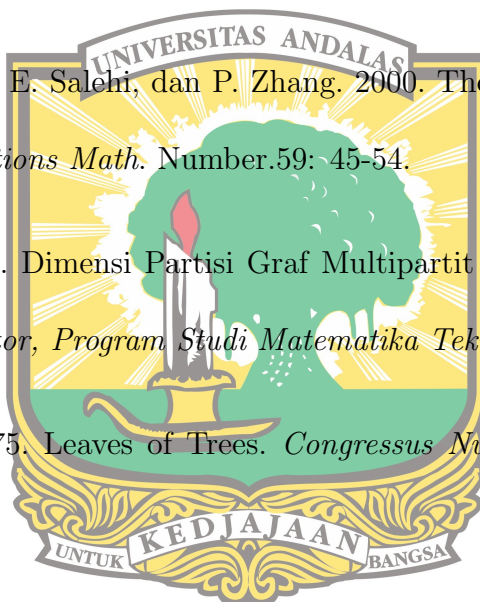 UNIVERSITAS ANDALAS
E. Salehi, dan P. Zhang. 2000. The
tions Math. Number.59: 45-54.
. Dimensi Partisi Graf Multipartit
tor, Program Studi Matematika Tek
75. Leaves of Trees. Congressus Nu
UNTUK KEDJAJAAN BANGSA